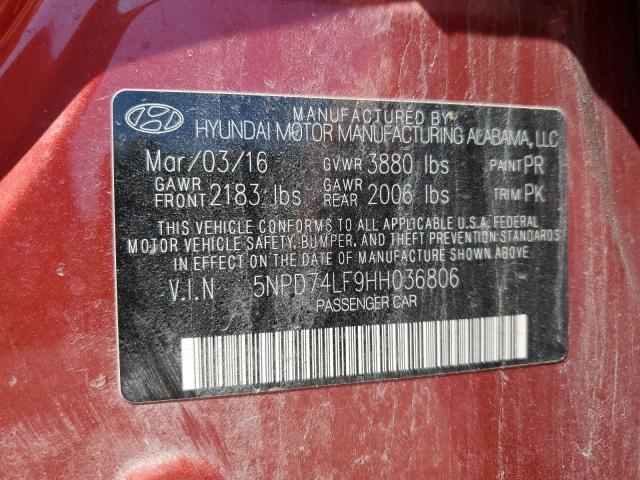 MANUFACTURED BY
HYUNDAI MOTOR MANUFACTURING ALABAMA, LLC
Mar/03/16 GVWR 3880 lbs PAINT PR
GAWR FRONT 2183 lbs GAWR REAR 2006 lbs TRIM PK
THIS VEHICLE CONFORMS TO ALL APPLICABLE U.S.A. FEDERAL
MOTOR VEHICLE SAFETY, BUMPER, AND THEFT PREVENTION
STANDARDS IN EFFECT ON THE DATE OF MANUFACTURE SHOWN ABOVE
V.I.N 5NPD74LF9HH036806
PASSENGER CAR